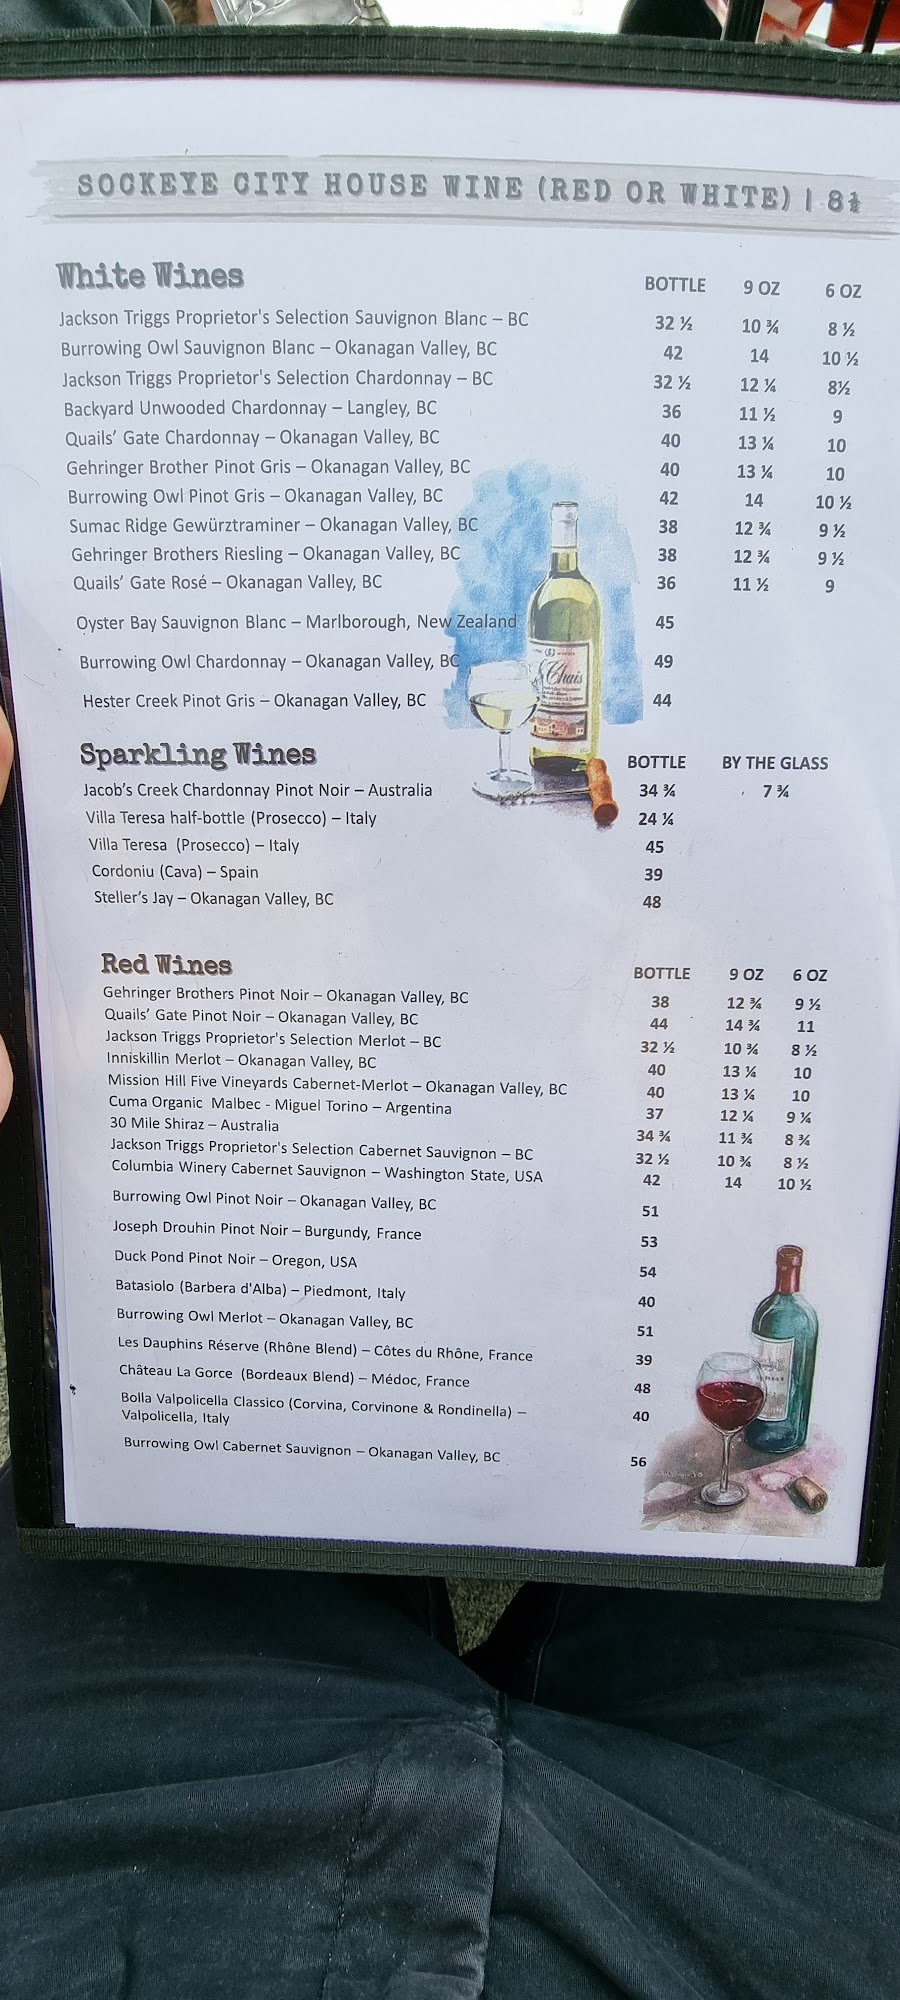 SOCKEYE CITY HOUSE WINE (RED OR WHITE) | 8½
White Wines BOTTLE 9 OZ 6 OZ
Jackson Triggs Proprietor's Selection Sauvignon Blanc – BC 32 ½ 10 ¾ 8 ½
Burrowing Owl Sauvignon Blanc – Okanagan Valley, BC 42 14 10 ½
Jackson Triggs Proprietor's Selection Chardonnay – BC 32 ½ 12 ¼ 8½
Backyard Unwooded Chardonnay – Langley, BC 36 11 ½ 9
Quails' Gate Chardonnay – Okanagan Valley, BC 40 13 ¼ 10
Gehringer Brother Pinot Gris – Okanagan Valley, BC 40 13 ¼ 10
Burrowing Owl Pinot Gris – Okanagan Valley, BC 42 14 10 ½
Sumac Ridge Gewürztraminer – Okanagan Valley, BC 38 12 ¾ 9 ½
Gehringer Brothers Riesling – Okanagan Valley, BC 38 12 ¾ 9 ½
Quails' Gate Rosé – Okanagan Valley, BC 36 11 ½ 9
Oyster Bay Sauvignon Blanc – Marlborough, New Zealand 45
Burrowing Owl Chardonnay – Okanagan Valley, BC 49
Hester Creek Pinot Gris – Okanagan Valley, BC 44
Chais
Sparkling Wines BOTTLE BY THE GLASS
Jacob's Creek Chardonnay Pinot Noir – Australia 34 ¾ 7 ¾
Villa Teresa half-bottle (Prosecco) – Italy 24 ¼
Villa Teresa (Prosecco) – Italy 45
Cordoniu (Cava) – Spain 39
Steller's Jay – Okanagan Valley, BC 48
Red Wines BOTTLE 9 OZ 6 OZ
Gehringer Brothers Pinot Noir – Okanagan Valley, BC 38 12 ¾ 9 ½
Quails' Gate Pinot Noir – Okanagan Valley, BC 44 14 ¾ 11
Jackson Triggs Proprietor's Selection Merlot – BC 32 ½ 10 ¾ 8 ½
Inniskillin Merlot – Okanagan Valley, BC 40 13 ¼ 10
Mission Hill Five Vineyards Cabernet-Merlot – Okanagan Valley, BC 40 13 ¼ 10
Cuma Organic Malbec - Miguel Torino – Argentina 37 12 ¼ 9 ¼
30 Mile Shiraz – Australia 34 ¾ 11 ¾ 8 ¾
Jackson Triggs Proprietor's Selection Cabernet Sauvignon – BC 32 ½ 10 ¾ 8 ½
Columbia Winery Cabernet Sauvignon – Washington State, USA 42 14 10 ½
Burrowing Owl Pinot Noir – Okanagan Valley, BC 51
Joseph Drouhin Pinot Noir – Burgundy, France 53
Duck Pond Pinot Noir – Oregon, USA 54
Batasiolo (Barbera d'Alba) – Piedmont, Italy 40
Burrowing Owl Merlot – Okanagan Valley, BC 51
Les Dauphins Réserve (Rhône Blend) – Côtes du Rhône, France 39
Château La Gorce (Bordeaux Blend) – Médoc, France 48
Bolla Valpolicella Classico (Corvina, Corvinone & Rondinella) – 40
Valpolicella, Italy
Burrowing Owl Cabernet Sauvignon – Okanagan Valley, BC 56